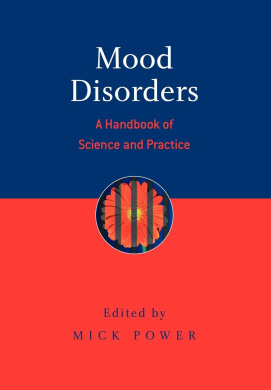 Mood
Disorders
A Handbook of
Science and Practice
Edited by
MICK POWER